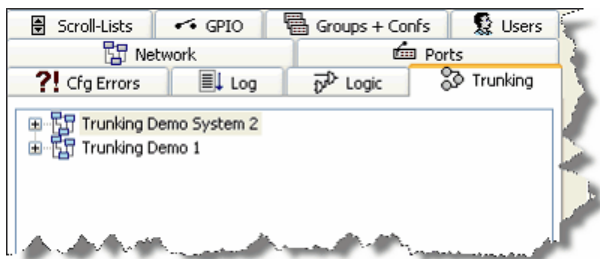 Scroll-Lists GPIO Groups + Confs Users
Network Ports
?! Cfg Errors Log Logic Trunking
Trunking Demo System 2
Trunking Demo 1